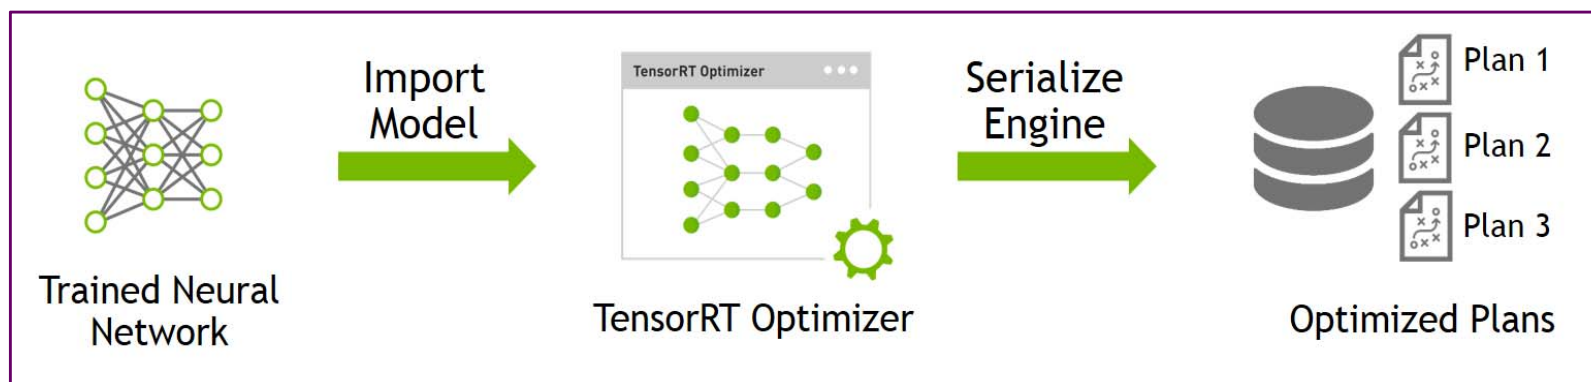 Import
Model
TensorRT Optimizer
Serialize
Engine
Plan 1
Plan 2
Plan 3
Trained Neural
Network
TensorRT Optimizer
Optimized Plans